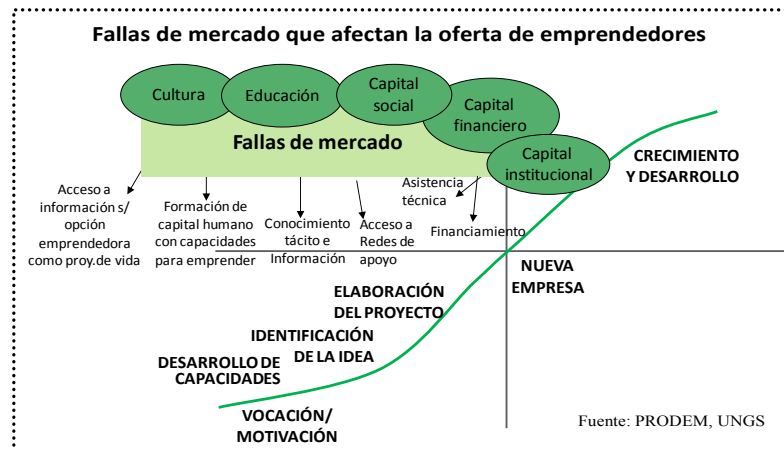 Fallas de mercado que afectan la oferta de emprendedores
Cultura
Educación
Capital
social
Capital
financiero
Capital
institucional
Fallas de mercado
Acceso a
información s/
opción
emprendedora
como proy.de vida
Formación de
capital humano
con capacidades
para emprender
Conocimiento
tácito e
Información
Acceso a
Redes de
apoyo
Asistencia
técnica
Financiamiento
CRECIMIENTO
Y DESARROLLO
NUEVA
EMPRESA
ELABORACIÓN
DEL PROYECTO
IDENTIFICACIÓN
DE LA IDEA
DESARROLLO DE
CAPACIDADES
VOCACIÓN/
MOTIVACIÓN
Fuente: PRODEM, UNGS